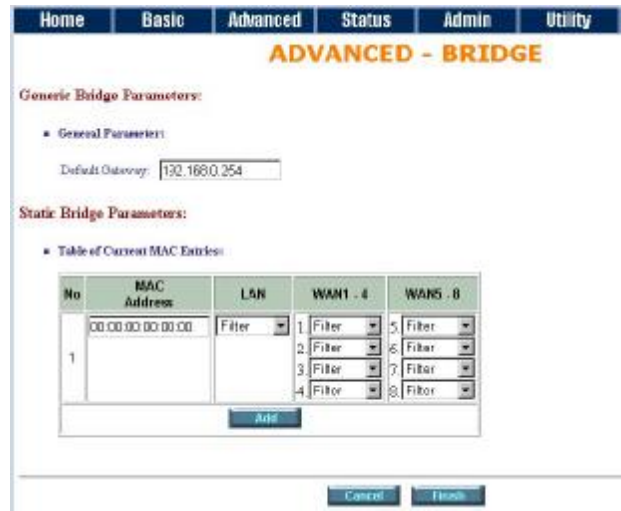 Home Basic Advanced Status Admin Utility
ADVANCED - BRIDGE
Generic Bridge Parameters:
General Parameter:
Default Gateway: 192.168.0.254
Static Bridge Parameters:
Table of Current MAC Entries:
No MAC Address LAN WAN1 - 4 WAN5 - 8
1 00:00:00:00:00:00 Filter 1. Filter 5. Filter
2. Filter 6. Filter
3. Filter 7. Filter
4. Filter 8. Filter
Add
Cancel Finish